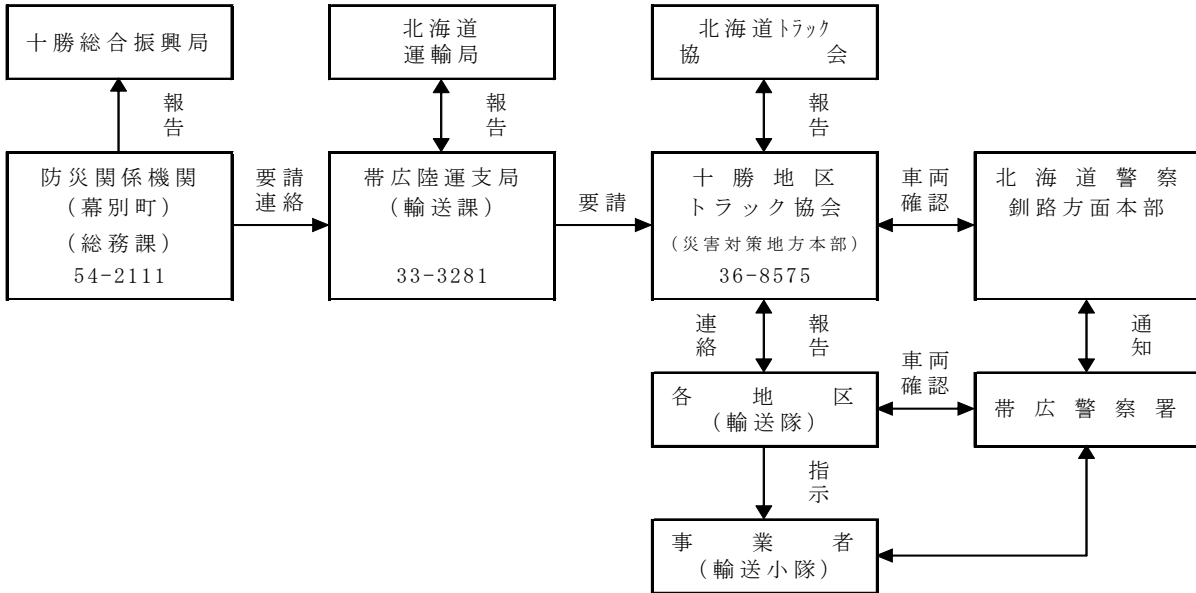 十勝総合振興局
北海道
運輸局
北海道トラック
協会
報告
報告
報告
防災関係機関
（幕別町）
（総務課）
54-2111
要請
連絡
帯広陸運支局
（輸送課）
33-3281
要請
十勝地区
トラック協会
（災害対策地方本部）
36-8575
車両
確認
北海道警察
釧路方面本部
連絡
報告
通知
各地区
（輸送隊）
車両
確認
帯広警察署
指示
事業者
（輸送小隊）